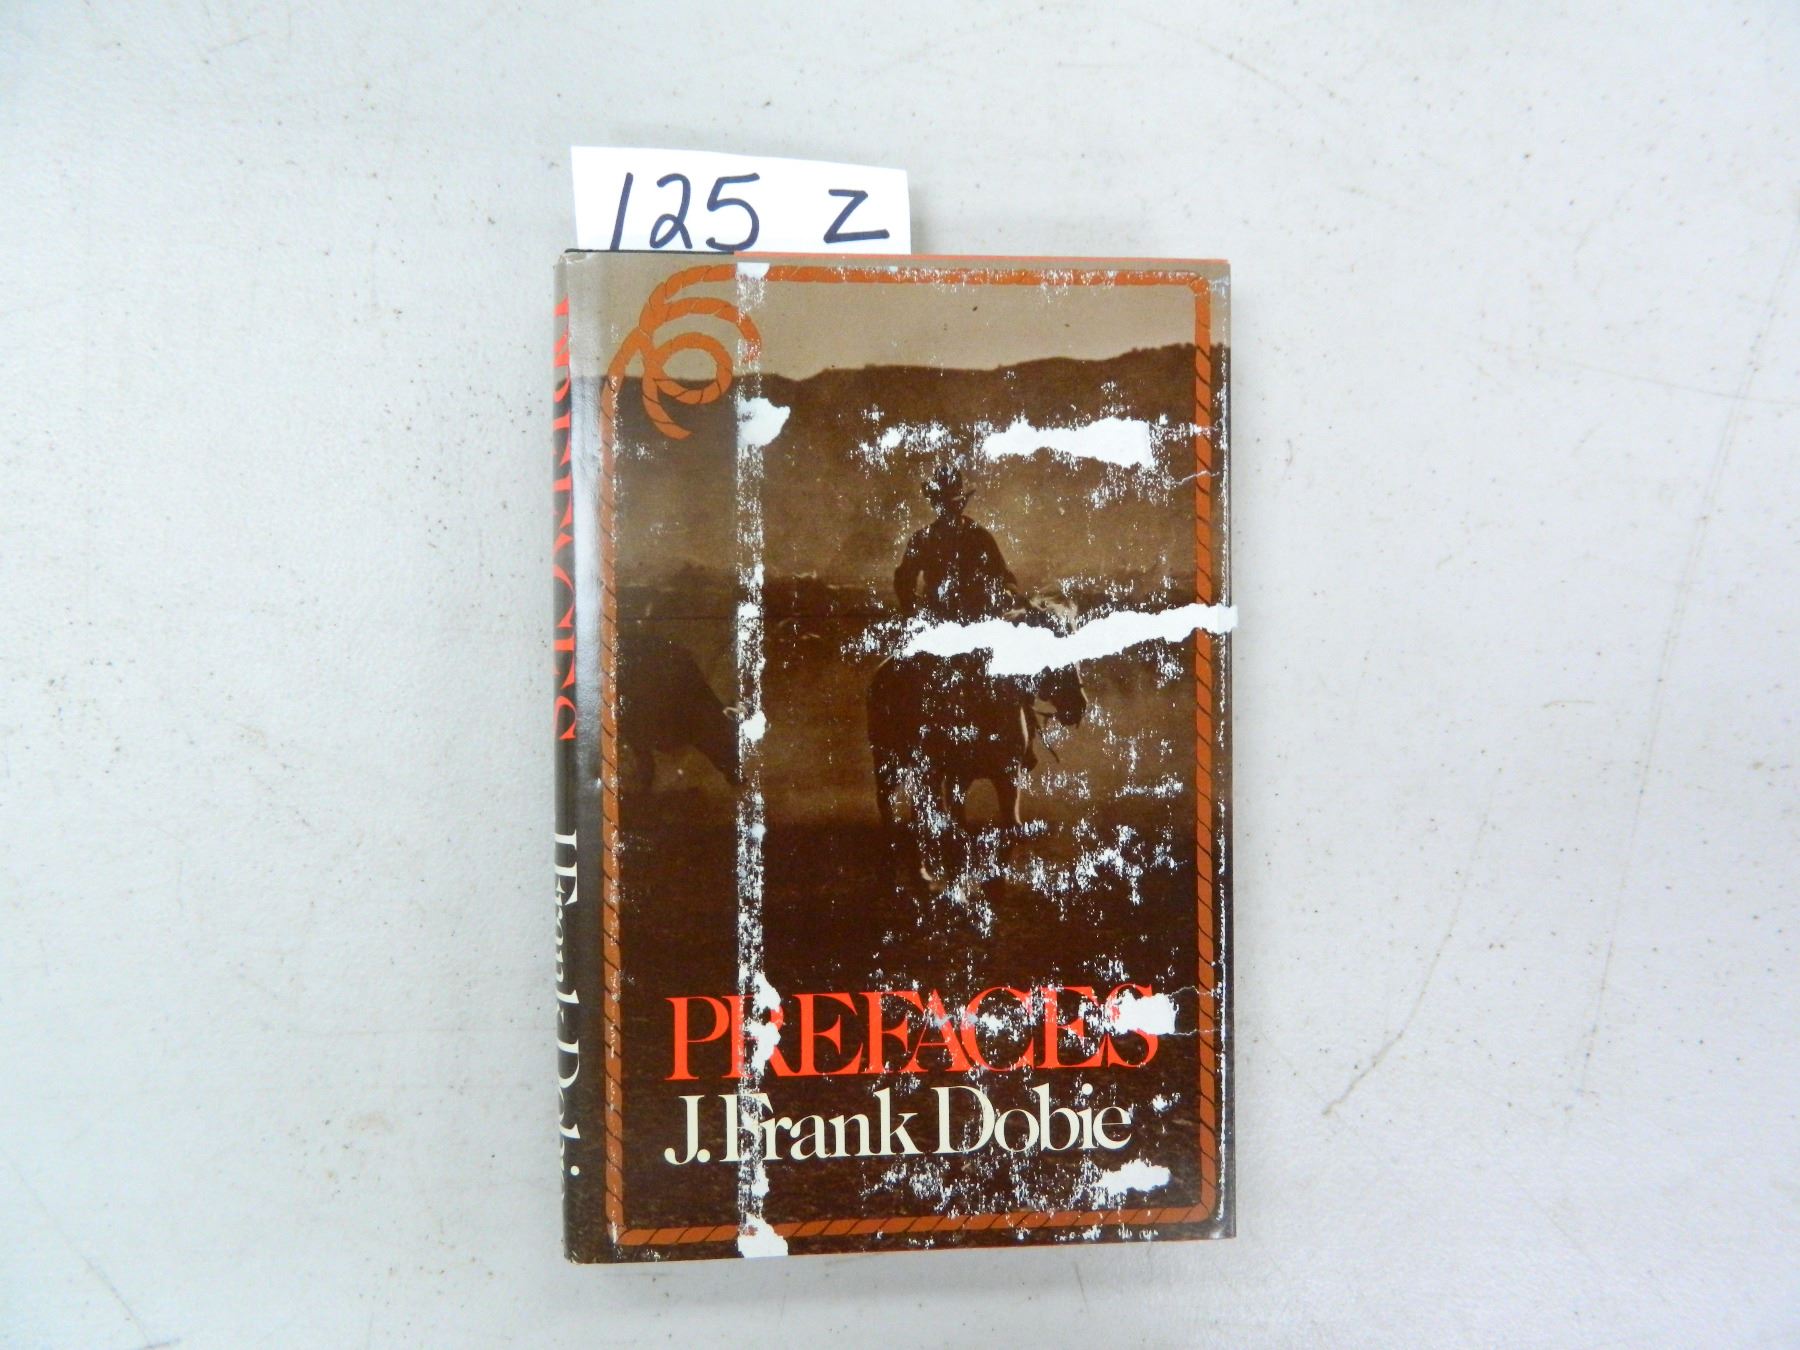 125 Z
PREFACES
J. Frank Dobie
PREFACES
J. Frank Dobie